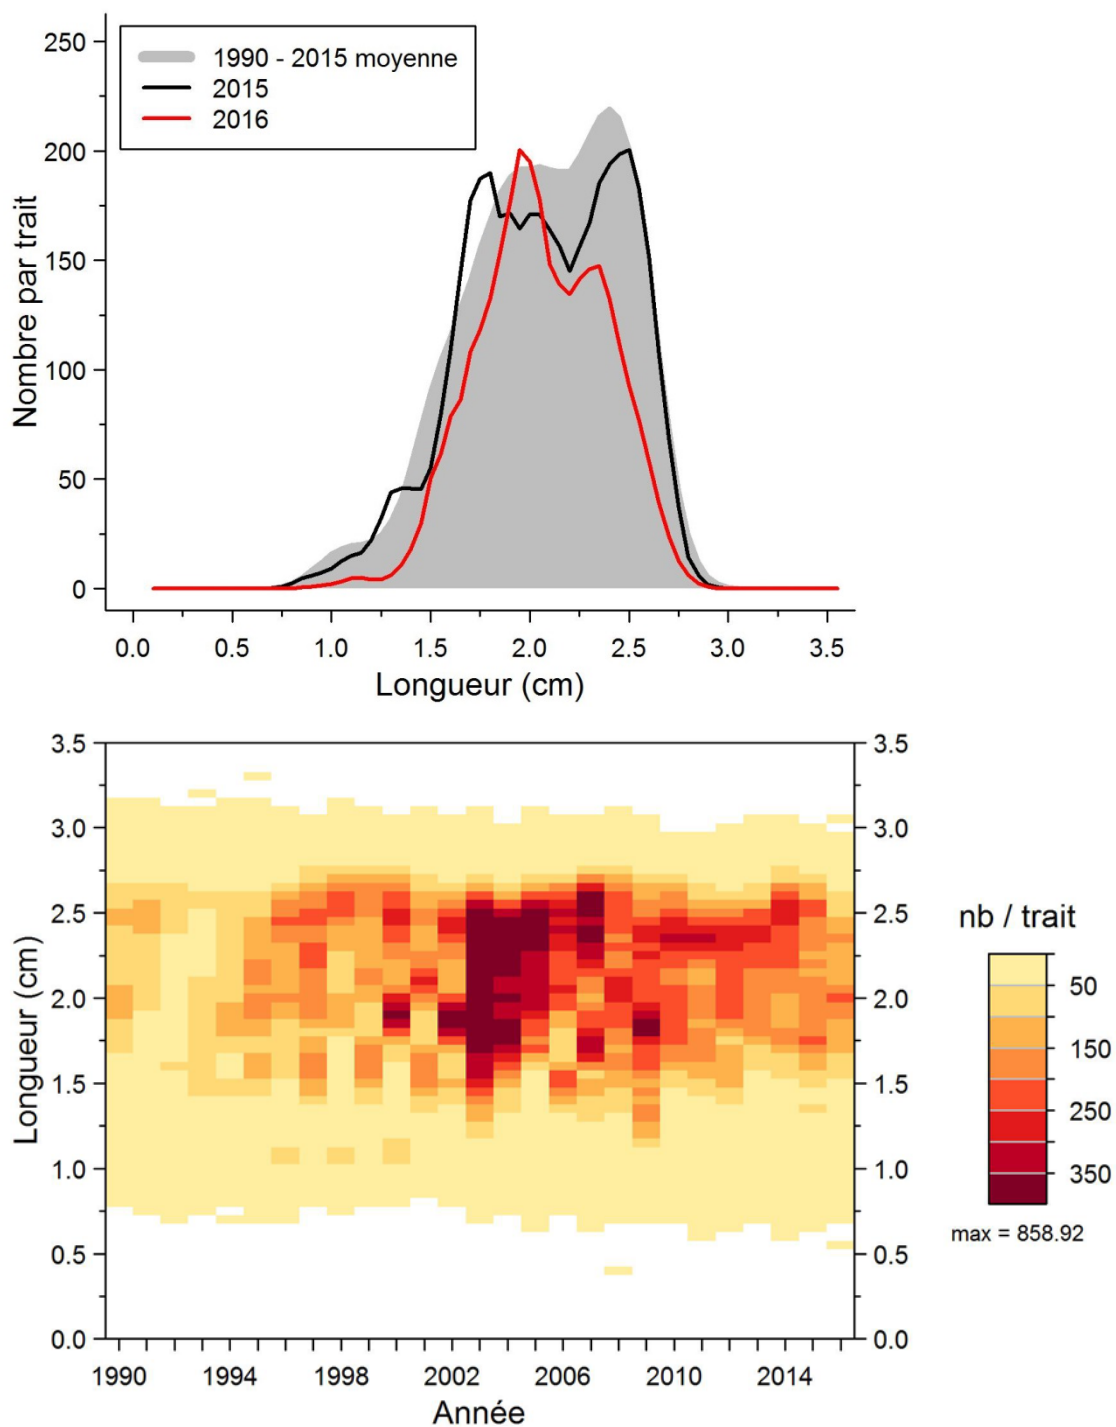 250
200
150
100
50
0
Nombre par trait
1990 - 2015 moyenne
2015
2016
0.0 0.5 1.0 1.5 2.0 2.5 3.0 3.5
Longueur (cm)
3.5 3.5
3.0 3.0
2.5 2.5
2.0 2.0
1.5 1.5
1.0 1.0
0.5 0.5
0.0 0.0
Longueur (cm)
1990 1994 1998 2002 2006 2010 2014
Année
nb / trait
50
150
250
350
max = 858.92